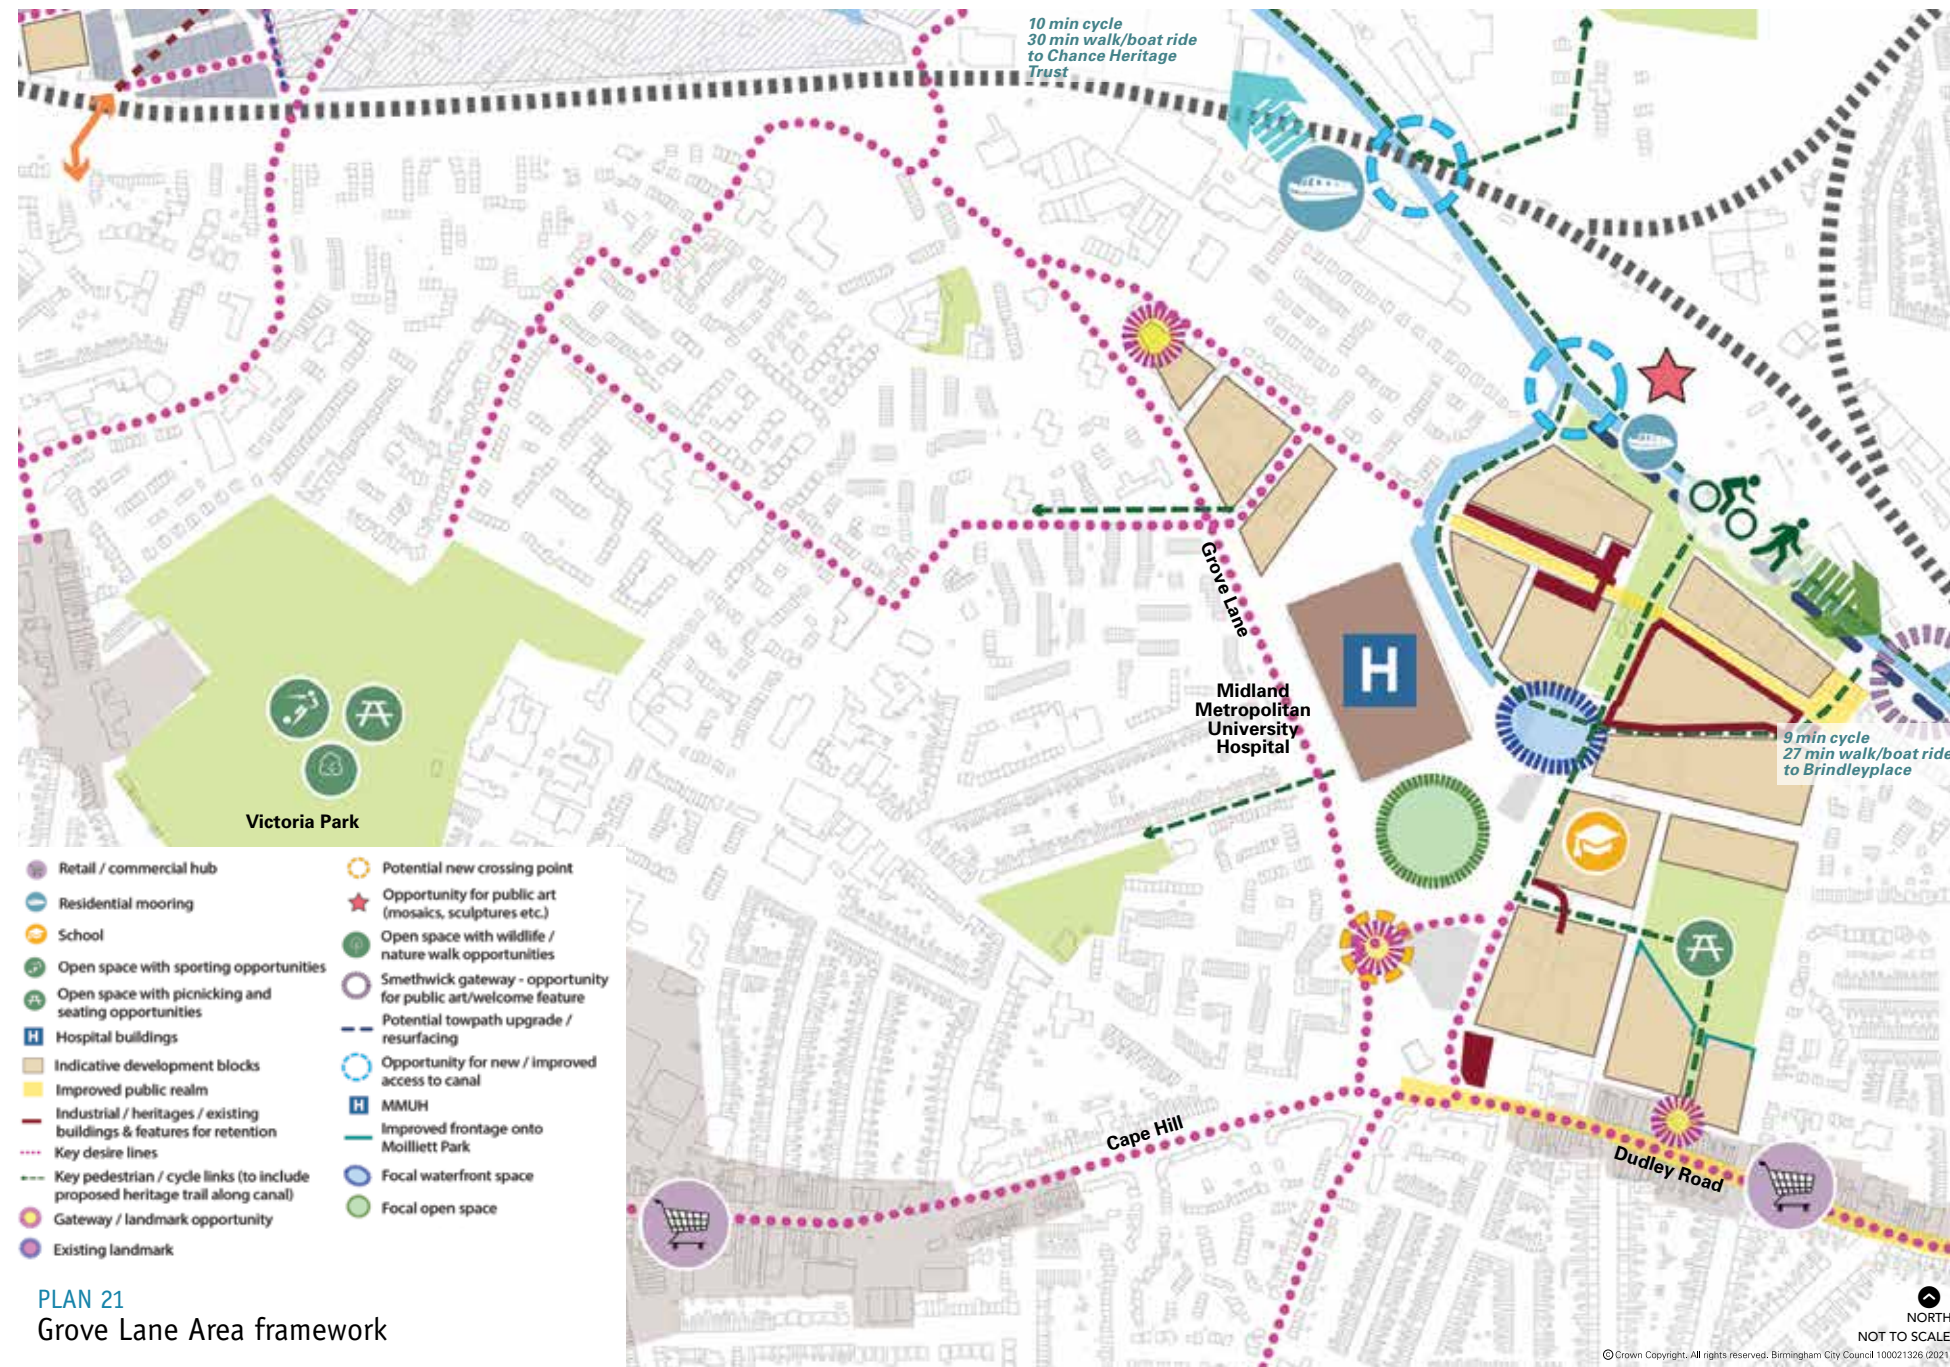 10 min cycle
30 min walk/boat ride
to Chance Heritage
Trust
Grove Lane
H
Midland
Metropolitan
University
Hospital
9 min cycle
27 min walk/boat ride
to Brindleyplace
Victoria Park
Cape Hill
Dudley Road
Retail / commercial hub
Residential mooring
School
Open space with sporting opportunities
Open space with picnicking and
seating opportunities
H Hospital buildings
Indicative development blocks
Improved public realm
Industrial / heritages / existing
buildings & features for retention
Key desire lines
Key pedestrian / cycle links (to include
proposed heritage trail along canal)
Gateway / landmark opportunity
Existing landmark
Potential new crossing point
Opportunity for public art
(mosaics, sculptures etc.)
Open space with wildlife /
nature walk opportunities
Smethwick gateway - opportunity
for public art/welcome feature
Potential towpath upgrade /
resurfacing
Opportunity for new / improved
access to canal
H MMUH
Improved frontage onto
Moilliett Park
Focal waterfront space
Focal open space
PLAN 21
Grove Lane Area framework
NORTH
NOT TO SCALE
© Crown Copyright. All rights reserved. Birmingham City Council 100021326 (2021